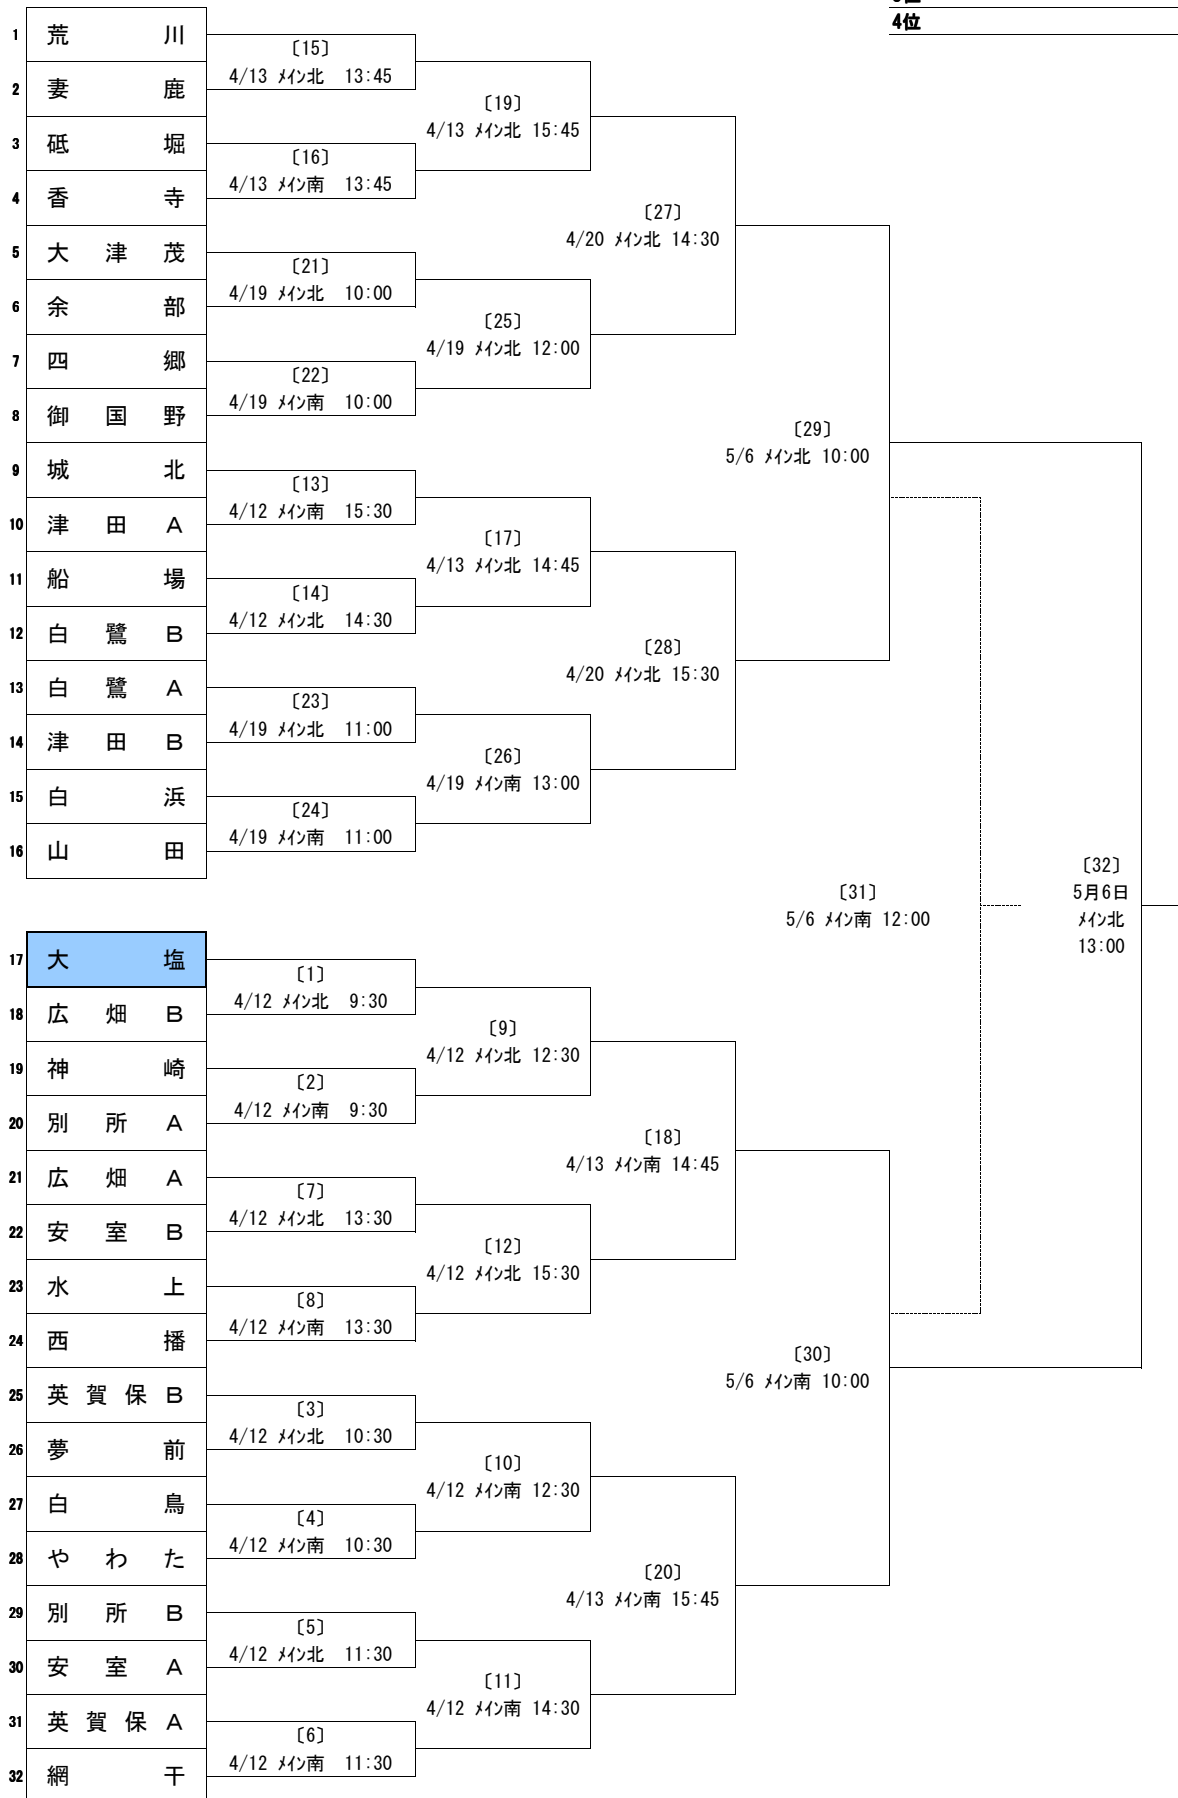 4位
1 荒川
〔15〕
4/13 ﾒｲﾝ北 13:45
2 妻鹿
〔19〕
4/13 ﾒｲﾝ北 15:45
3 砥堀
〔16〕
4/13 ﾒｲﾝ南 13:45
4 香寺
〔27〕
4/20 ﾒｲﾝ北 14:30
5 大津茂
〔21〕
4/19 ﾒｲﾝ北 10:00
6 余部
〔25〕
4/19 ﾒｲﾝ北 12:00
7 四郷
〔22〕
4/19 ﾒｲﾝ南 10:00
8 御国野
〔29〕
5/6 ﾒｲﾝ北 10:00
9 城北
〔13〕
4/12 ﾒｲﾝ南 15:30
10 津田A
〔17〕
4/13 ﾒｲﾝ北 14:45
11 船場
〔14〕
4/12 ﾒｲﾝ北 14:30
12 白鷺B
〔28〕
4/20 ﾒｲﾝ北 15:30
13 白鷺A
〔23〕
4/19 ﾒｲﾝ北 11:00
14 津田B
〔26〕
4/19 ﾒｲﾝ南 13:00
15 白浜
〔24〕
4/19 ﾒｲﾝ南 11:00
16 山田
〔31〕
5/6 ﾒｲﾝ南 12:00
〔32〕
5月6日
ﾒｲﾝ北
13:00
17 大塩
〔1〕
4/12 ﾒｲﾝ北 9:30
18 広畑B
〔9〕
4/12 ﾒｲﾝ北 12:30
19 神崎
〔2〕
4/12 ﾒｲﾝ南 9:30
20 別所A
〔18〕
4/13 ﾒｲﾝ南 14:45
21 広畑A
〔7〕
4/12 ﾒｲﾝ北 13:30
22 安室B
〔12〕
4/12 ﾒｲﾝ北 15:30
23 水上
〔8〕
4/12 ﾒｲﾝ南 13:30
24 西播
〔30〕
5/6 ﾒｲﾝ南 10:00
25 英賀保B
〔3〕
4/12 ﾒｲﾝ北 10:30
26 夢前
〔10〕
4/12 ﾒｲﾝ南 12:30
27 白鳥
〔4〕
4/12 ﾒｲﾝ南 10:30
28 やわた
〔20〕
4/13 ﾒｲﾝ南 15:45
29 別所B
〔5〕
4/12 ﾒｲﾝ北 11:30
30 安室A
〔11〕
4/12 ﾒｲﾝ南 14:30
31 英賀保A
〔6〕
4/12 ﾒｲﾝ南 11:30
32 網干